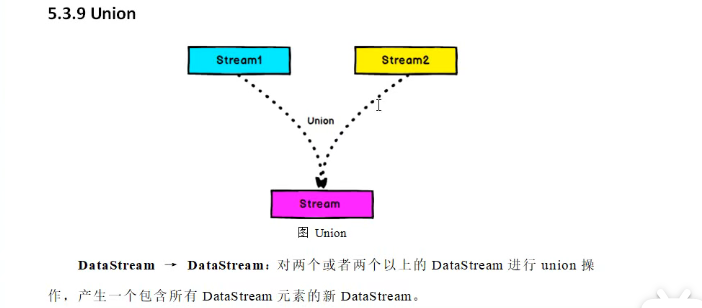 5.3.9 Union
Stream1
Stream2
Union
Stream
图 Union
DataStream → DataStream：对两个或者两个以上的 DataStream 进行 union 操
作，产生一个包含所有 DataStream 元素的新 DataStream。